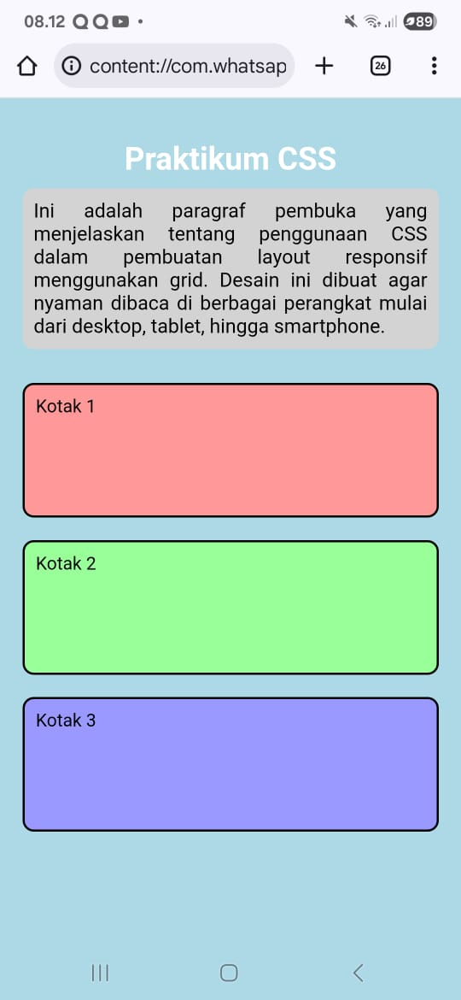 08.12
89
content://com.whatsap
26
Praktikum CSS
Ini adalah paragraf pembuka yang
menjelaskan tentang penggunaan CSS
dalam pembuatan layout responsif
menggunakan grid. Desain ini dibuat agar
nyaman dibaca di berbagai perangkat mulai
dari desktop, tablet, hingga smartphone.
Kotak 1
Kotak 2
Kotak 3